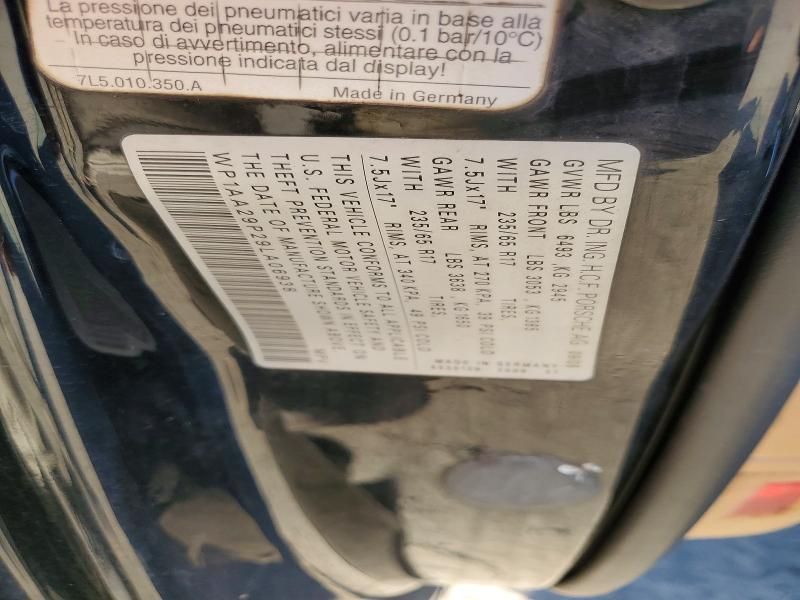 La pressione dei pneumatici varia in base alla
temperatura dei pneumatici stessi (0.1 bar/10°C)
In caso di avvertimento, alimentare con la
pressione indicata dal display!
7L5.010.350.A
Made in Germany
MFD BY DR. ING. H.C.F. PORSCHE AG
GVWR LBS 6493 , KG 2945
GAWR FRONT LBS 3053 , KG 1385
WITH 235/65 R17 TIRES,
7.5Jx17" RIMS, AT 270 KPA, 39 PSI COLD
GAWR REAR LBS 3638 , KG 1650
WITH 235/65 R17 TIRES,
7.5Jx17" RIMS, AT 340 KPA, 49 PSI COLD
THIS VEHICLE CONFORMS TO ALL APPLICABLE
U.S. FEDERAL MOTOR VEHICLE SAFETY AND
THEFT PREVENTION STANDARDS IN EFFECT ON
THE DATE OF MANUFACTURE SHOWN ABOVE
WP1AA29P29LA06936 MPV
MADE IN GERMANY